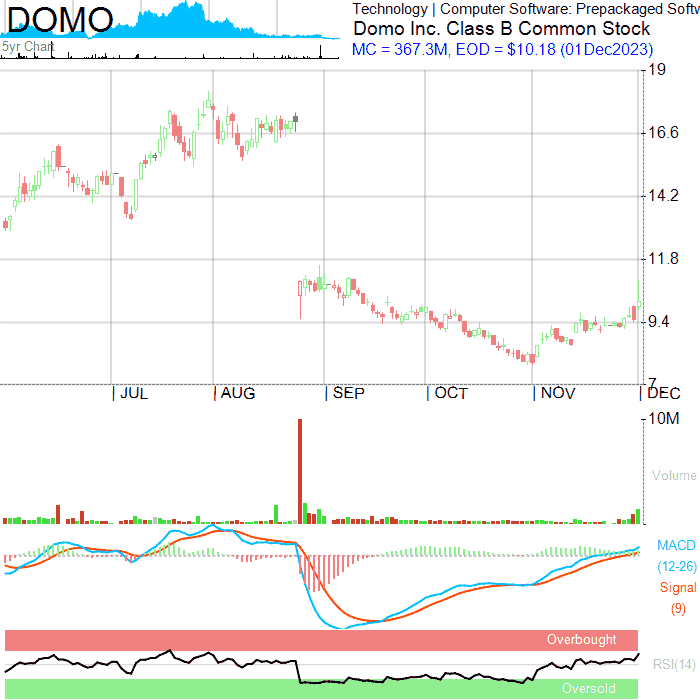 DOMO
5yr Chart
Technology | Computer Software: Prepackaged Softw
Domo Inc. Class B Common Stock
MC = 367.3M, EOD = $10.18 (01Dec2023)
19
16.6
14.2
11.8
9.4
7
JUL AUG SEP OCT NOV DEC
10M
Volume
MACD
(12-26)
Signal
(9)
Overbought
RSI(14)
Oversold